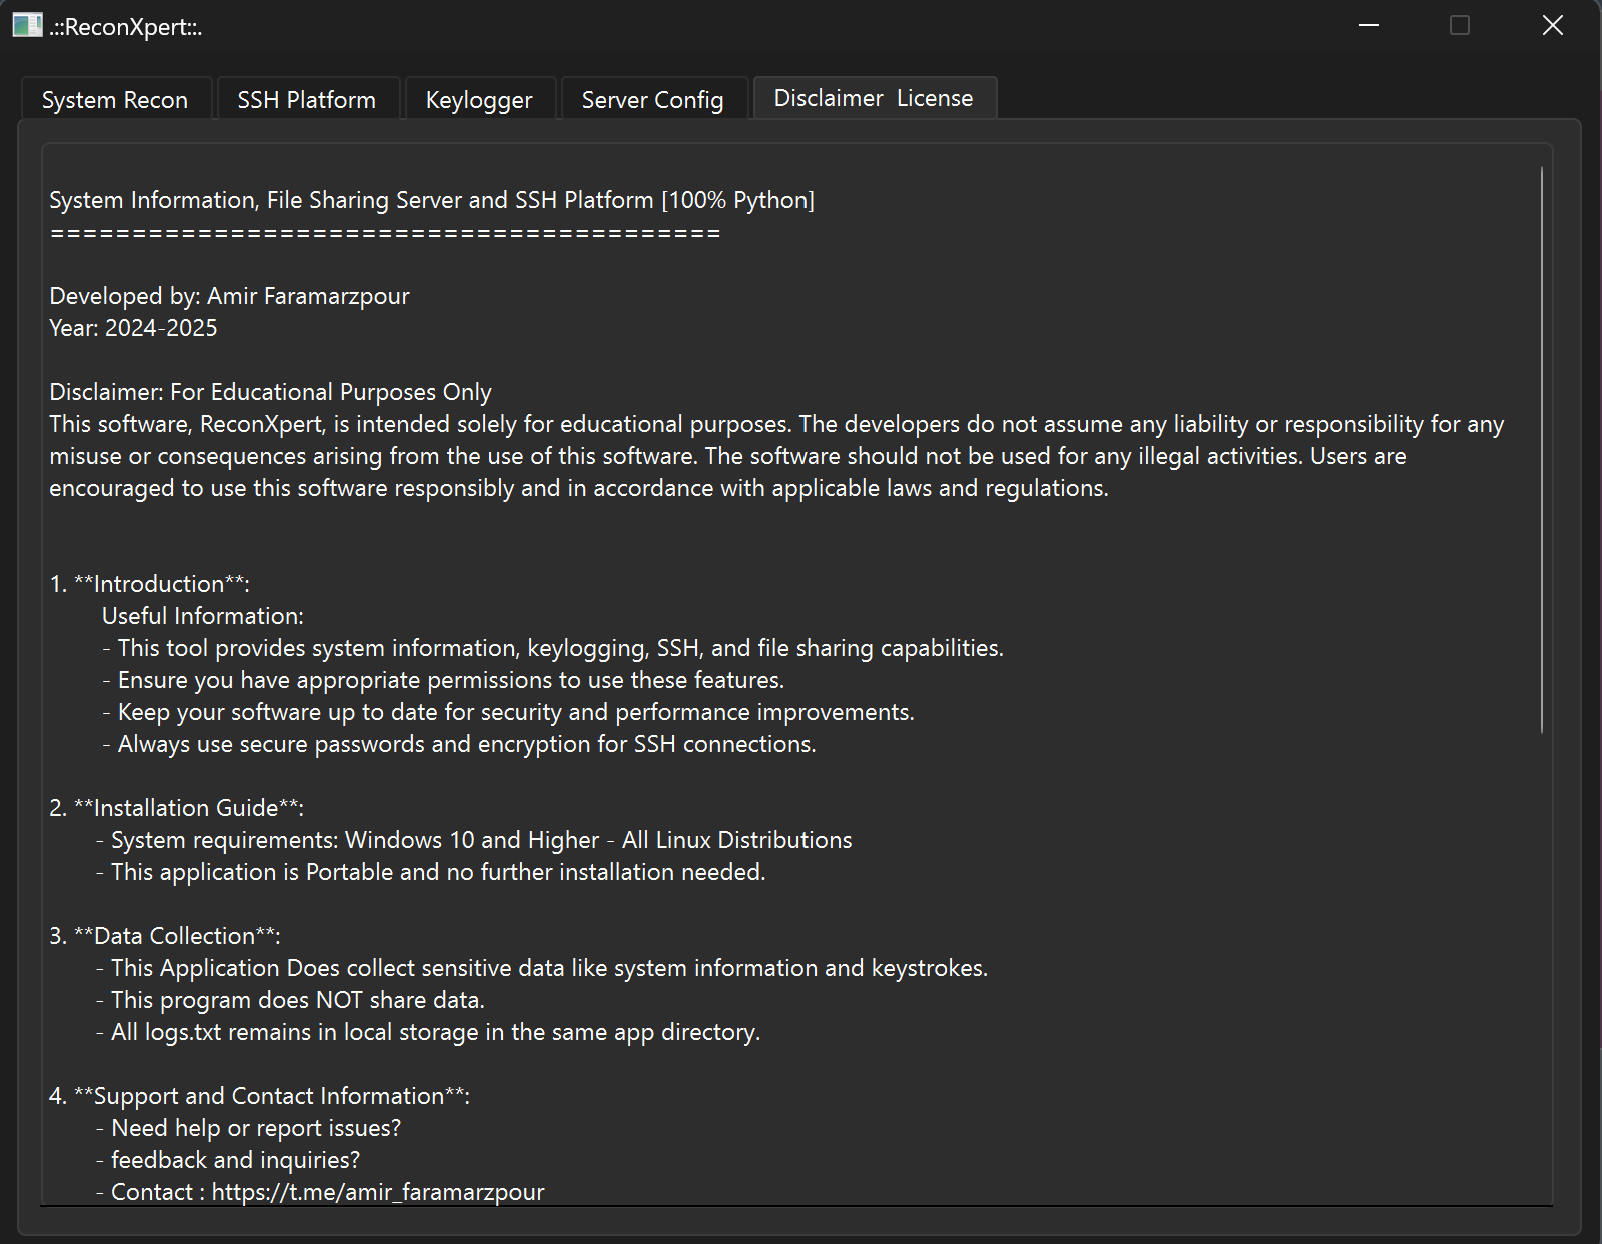 .::ReconXpert::.
System Recon
SSH Platform
Keylogger
Server Config
Disclaimer  License
System Information, File Sharing Server and SSH Platform [100% Python]
=========================================
Developed by: Amir Faramarzpour
Year: 2024-2025
Disclaimer: For Educational Purposes Only
This software, ReconXpert, is intended solely for educational purposes. The developers do not assume any liability or responsibility for any
misuse or consequences arising from the use of this software. The software should not be used for any illegal activities. Users are
encouraged to use this software responsibly and in accordance with applicable laws and regulations.
1. **Introduction**:
Useful Information:
- This tool provides system information, keylogging, SSH, and file sharing capabilities.
- Ensure you have appropriate permissions to use these features.
- Keep your software up to date for security and performance improvements.
- Always use secure passwords and encryption for SSH connections.
2. **Installation Guide**:
- System requirements: Windows 10 and Higher - All Linux Distributions
- This application is Portable and no further installation needed.
3. **Data Collection**:
- This Application Does collect sensitive data like system information and keystrokes.
- This program does NOT share data.
- All logs.txt remains in local storage in the same app directory.
4. **Support and Contact Information**:
- Need help or report issues?
- feedback and inquiries?
- Contact : https://t.me/amir_faramarzpour